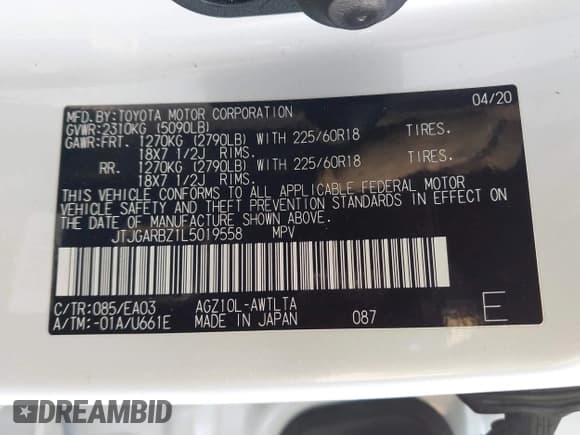 MFD.BY:TOYOTA MOTOR CORPORATION 04/20
GVWR:2310KG (5090LB)
GAWR:FRT. 1270KG (2790LB) WITH 225/60R18 TIRES.
18X7 1/2J RIMS.
RR. 1270KG (2790LB) WITH 225/60R18 TIRES.
18X7 1/2J RIMS.
THIS VEHICLE CONFORMS TO ALL APPLICABLE FEDERAL MOTOR
VEHICLE SAFETY AND THEFT PREVENTION STANDARDS IN EFFECT ON
THE DATE OF MANUFACTURE SHOWN ABOVE.
JTJGARBZ1L5019558 MPV
C/TR:085/EA03 AGZ10L-AWTLTA
A/TM:-01A/U661E MADE IN JAPAN 087 E
DREAMBID